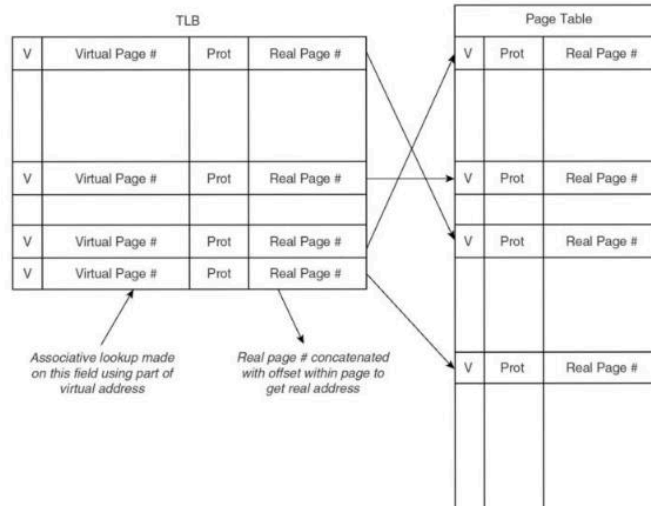 TLB
Page Table
V Virtual Page # Prot Real Page #
V Prot Real Page #
V Virtual Page # Prot Real Page #
V Prot Real Page #
V Virtual Page # Prot Real Page #
V Prot Real Page #
V Virtual Page # Prot Real Page #
Associative lookup made
on this field using part of
virtual address
Real page # concatenated
with offset within page to
get real address
V Prot Real Page #